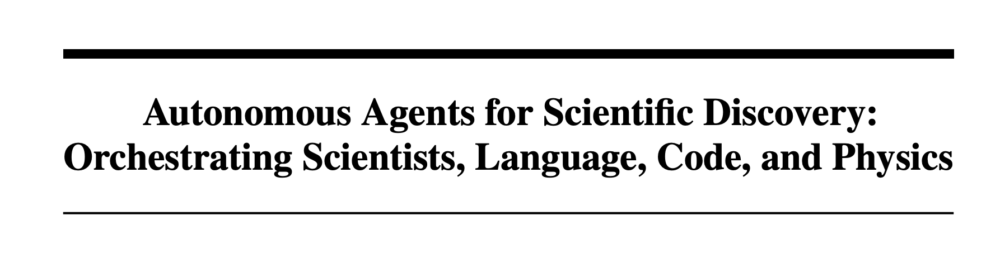 Autonomous Agents for Scientific Discovery:
Orchestrating Scientists, Language, Code, and Physics